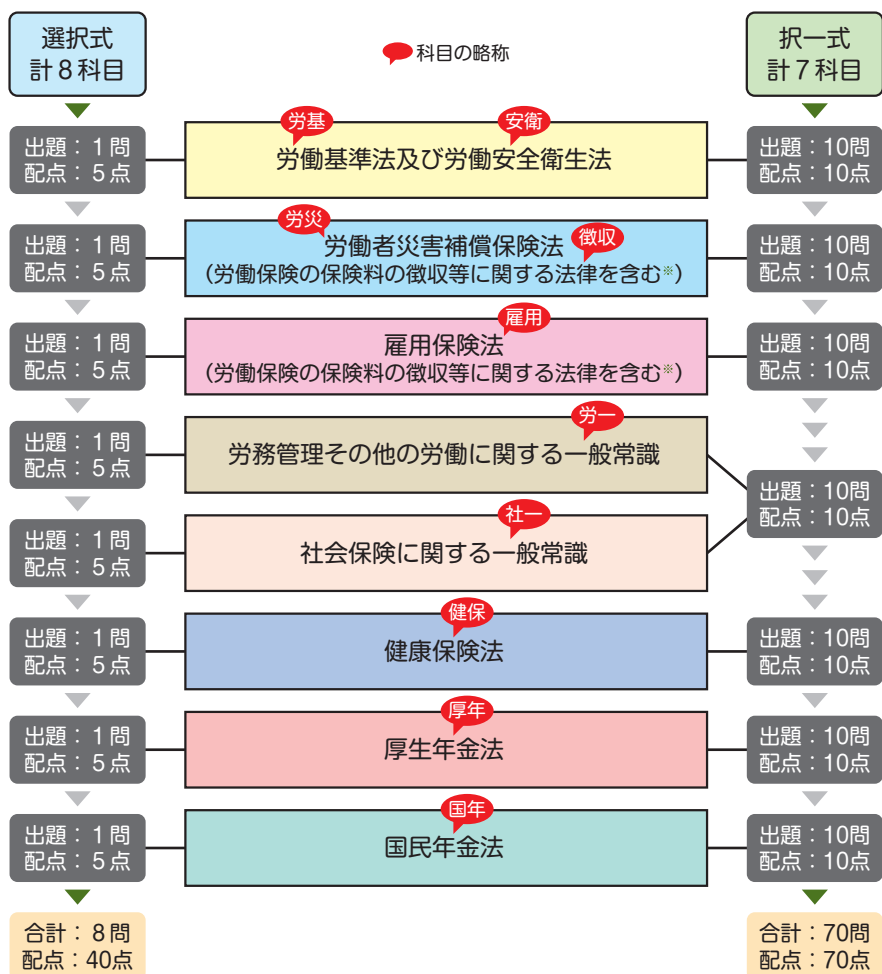 選択式
計8科目
科目の略称
択一式
計7科目
出題：1問
配点：5点
労基
安衛
労働基準法及び労働安全衛生法
出題：10問
配点：10点
出題：1問
配点：5点
労災
労働者災害補償保険法
徴収
（労働保険の保険料の徴収等に関する法律を含む※）
出題：10問
配点：10点
出題：1問
配点：5点
雇用
雇用保険法
（労働保険の保険料の徴収等に関する法律を含む※）
出題：10問
配点：10点
出題：1問
配点：5点
労一
労務管理その他の労働に関する一般常識
出題：1問
配点：5点
社一
社会保険に関する一般常識
出題：10問
配点：10点
出題：1問
配点：5点
健保
健康保険法
出題：10問
配点：10点
出題：1問
配点：5点
厚年
厚生年金法
出題：10問
配点：10点
出題：1問
配点：5点
国年
国民年金法
出題：10問
配点：10点
合計：8問
配点：40点
合計：70問
配点：70点